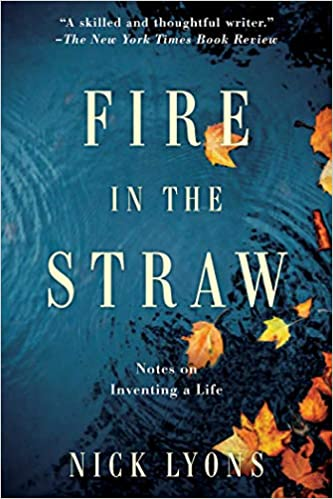 “A skilled and thoughtful writer.”
–The New York Times Book Review
FIRE
IN THE
STRAW
Notes on
Inventing a Life
NICK LYONS